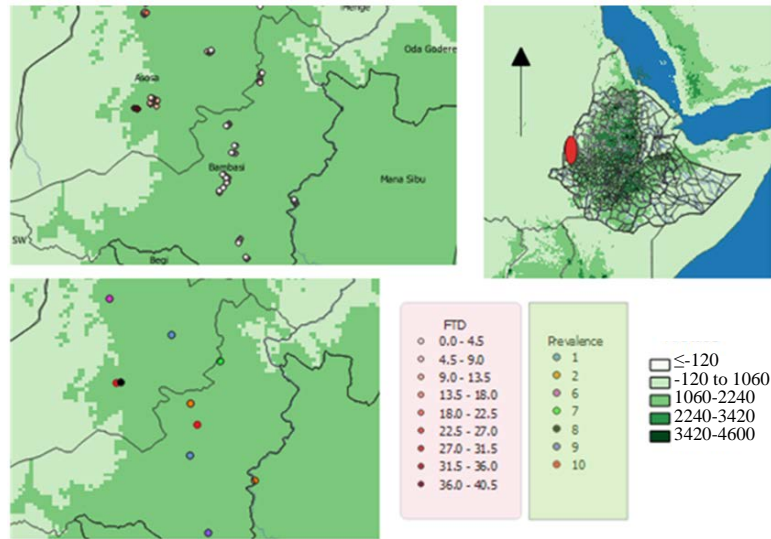 Menge
Oda Godere
Asosa
Bambasi
Mana Sibu
SW
Begi
FTD
0.0 - 4.5
4.5 - 9.0
9.0 - 13.5
13.5 - 18.0
18.0 - 22.5
22.5 - 27.0
27.0 - 31.5
31.5 - 36.0
36.0 - 40.5
Prevalence
1
2
6
7
8
9
10
≤-120
-120 to 1060
1060-2240
2240-3420
3420-4600